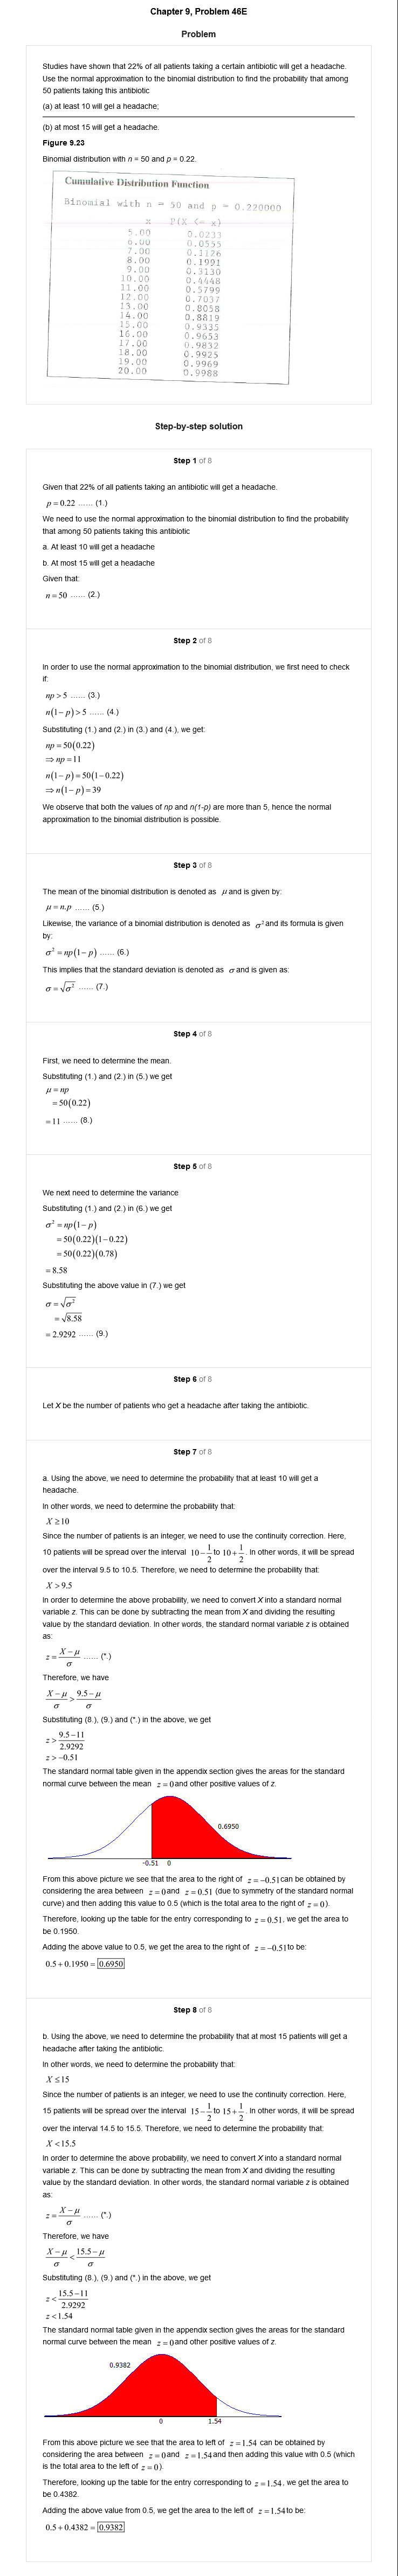 Chapter 9, Problem 46E
Problem
Studies have shown that 22% of all patients taking a certain antibiotic will get a headache.
Use the normal approximation to the binomial distribution to find the probability that among
50 patients taking this antibiotic
(a) at least 10 will gel a headache;
(b) at most 15 will get a headache.
Figure 9.23
Binomial distribution with n = 50 and p = 0.22.
Cumulative Distribution Function
Binomial with n = 50 and p = 0.220000
x P(X <= x)
5.00 0.0233
6.00 0.0555
7.00 0.1126
8.00 0.1991
9.00 0.3130
10.00 0.4448
11.00 0.5799
12.00 0.7037
13.00 0.8058
14.00 0.8819
15.00 0.9335
16.00 0.9653
17.00 0.9832
18.00 0.9925
19.00 0.9969
20.00 0.9988
Step-by-step solution
Step 1 of 8
Given that 22% of all patients taking an antibiotic will get a headache.
p = 0.22 ...... (1.)
We need to use the normal approximation to the binomial distribution to find the probability
that among 50 patients taking this antibiotic
a. At least 10 will get a headache
b. At most 15 will get a headache
Given that:
n = 50 ...... (2.)
Step 2 of 8
In order to use the normal approximation to the binomial distribution, we first need to check
if:
np > 5 ...... (3.)
n(1−p) > 5 ...... (4.)
Substituting (1.) and (2.) in (3.) and (4.), we get:
np = 50(0.22)
⇒ np = 11
n(1−p) = 50(1−0.22)
⇒ n(1−p) = 39
We observe that both the values of np and n(1-p) are more than 5, hence the normal
approximation to the binomial distribution is possible.
Step 3 of 8
The mean of the binomial distribution is denoted as μ and is given by:
μ = n.p ...... (5.)
Likewise, the variance of a binomial distribution is denoted as σ² and its formula is given
by:
σ² = np(1−p) ...... (6.)
This implies that the standard deviation is denoted as σ and is given as:
σ = √σ² ...... (7.)
Step 4 of 8
First, we need to determine the mean.
Substituting (1.) and (2.) in (5.) we get
μ = np
= 50(0.22)
= 11 ...... (8.)
Step 5 of 8
We next need to determine the variance
Substituting (1.) and (2.) in (6.) we get
σ² = np(1−p)
= 50(0.22)(1−0.22)
= 50(0.22)(0.78)
= 8.58
Substituting the above value in (7.) we get
σ = √σ²
= √8.58
= 2.9292 ...... (9.)
Step 6 of 8
Let X be the number of patients who get a headache after taking the antibiotic.
Step 7 of 8
a. Using the above, we need to determine the probability that at least 10 will get a
headache.
In other words, we need to determine the probability that:
X ≥ 10
Since the number of patients is an integer, we need to use the continuity correction. Here,
10 patients will be spread over the interval 10 − 1/2 to 10 + 1/2. In other words, it will be spread
over the interval 9.5 to 10.5. Therefore, we need to determine the probability that:
X > 9.5
In order to determine the above probability, we need to convert X into a standard normal
variable z. This can be done by subtracting the mean from X and dividing the resulting
value by the standard deviation. In other words, the standard normal variable z is obtained
as:
z = (X − μ)/σ ...... (*.)
Therefore, we have
(X − μ)/σ > (9.5 − μ)/σ
Substituting (8.), (9.) and (*.) in the above, we get
z > (9.5−11)/2.9292
z > −0.51
The standard normal table given in the appendix section gives the areas for the standard
normal curve between the mean z = 0 and other positive values of z.
0.6950
-0.51 0
From this above picture we see that the area to the right of z = −0.51 can be obtained by
considering the area between z = 0 and z = 0.51 (due to symmetry of the standard normal
curve) and then adding this value to 0.5 (which is the total area to the right of z = 0).
Therefore, looking up the table for the entry corresponding to z = 0.51, we get the area to
be 0.1950.
Adding the above value to 0.5, we get the area to the right of z = −0.51 to be:
0.5 + 0.1950 = 0.6950
Step 8 of 8
b. Using the above, we need to determine the probability that at most 15 patients will get a
headache after taking the antibiotic.
In other words, we need to determine the probability that:
X ≤ 15
Since the number of patients is an integer, we need to use the continuity correction. Here,
15 patients will be spread over the interval 15 − 1/2 to 15 + 1/2. In other words, it will be spread
over the interval 14.5 to 15.5. Therefore, we need to determine the probability that:
X < 15.5
In order to determine the above probability, we need to convert X into a standard normal
variable z. This can be done by subtracting the mean from X and dividing the resulting
value by the standard deviation. In other words, the standard normal variable z is obtained
as:
z = (X − μ)/σ ...... (*.)
Therefore, we have
(X − μ)/σ < (15.5 − μ)/σ
Substituting (8.), (9.) and (*.) in the above, we get
z < (15.5−11)/2.9292
z < 1.54
The standard normal table given in the appendix section gives the areas for the standard
normal curve between the mean z = 0 and other positive values of z.
0.9382
0 1.54
From this above picture we see that the area to left of z = 1.54 can be obtained by
considering the area between z = 0 and z = 1.54 and then adding this value with 0.5 (which
is the total area to the left of z = 0).
Therefore, looking up the table for the entry corresponding to z = 1.54, we get the area to
be 0.4382.
Adding the above value from 0.5, we get the area to the left of z = 1.54 to be:
0.5 + 0.4382 = 0.9382